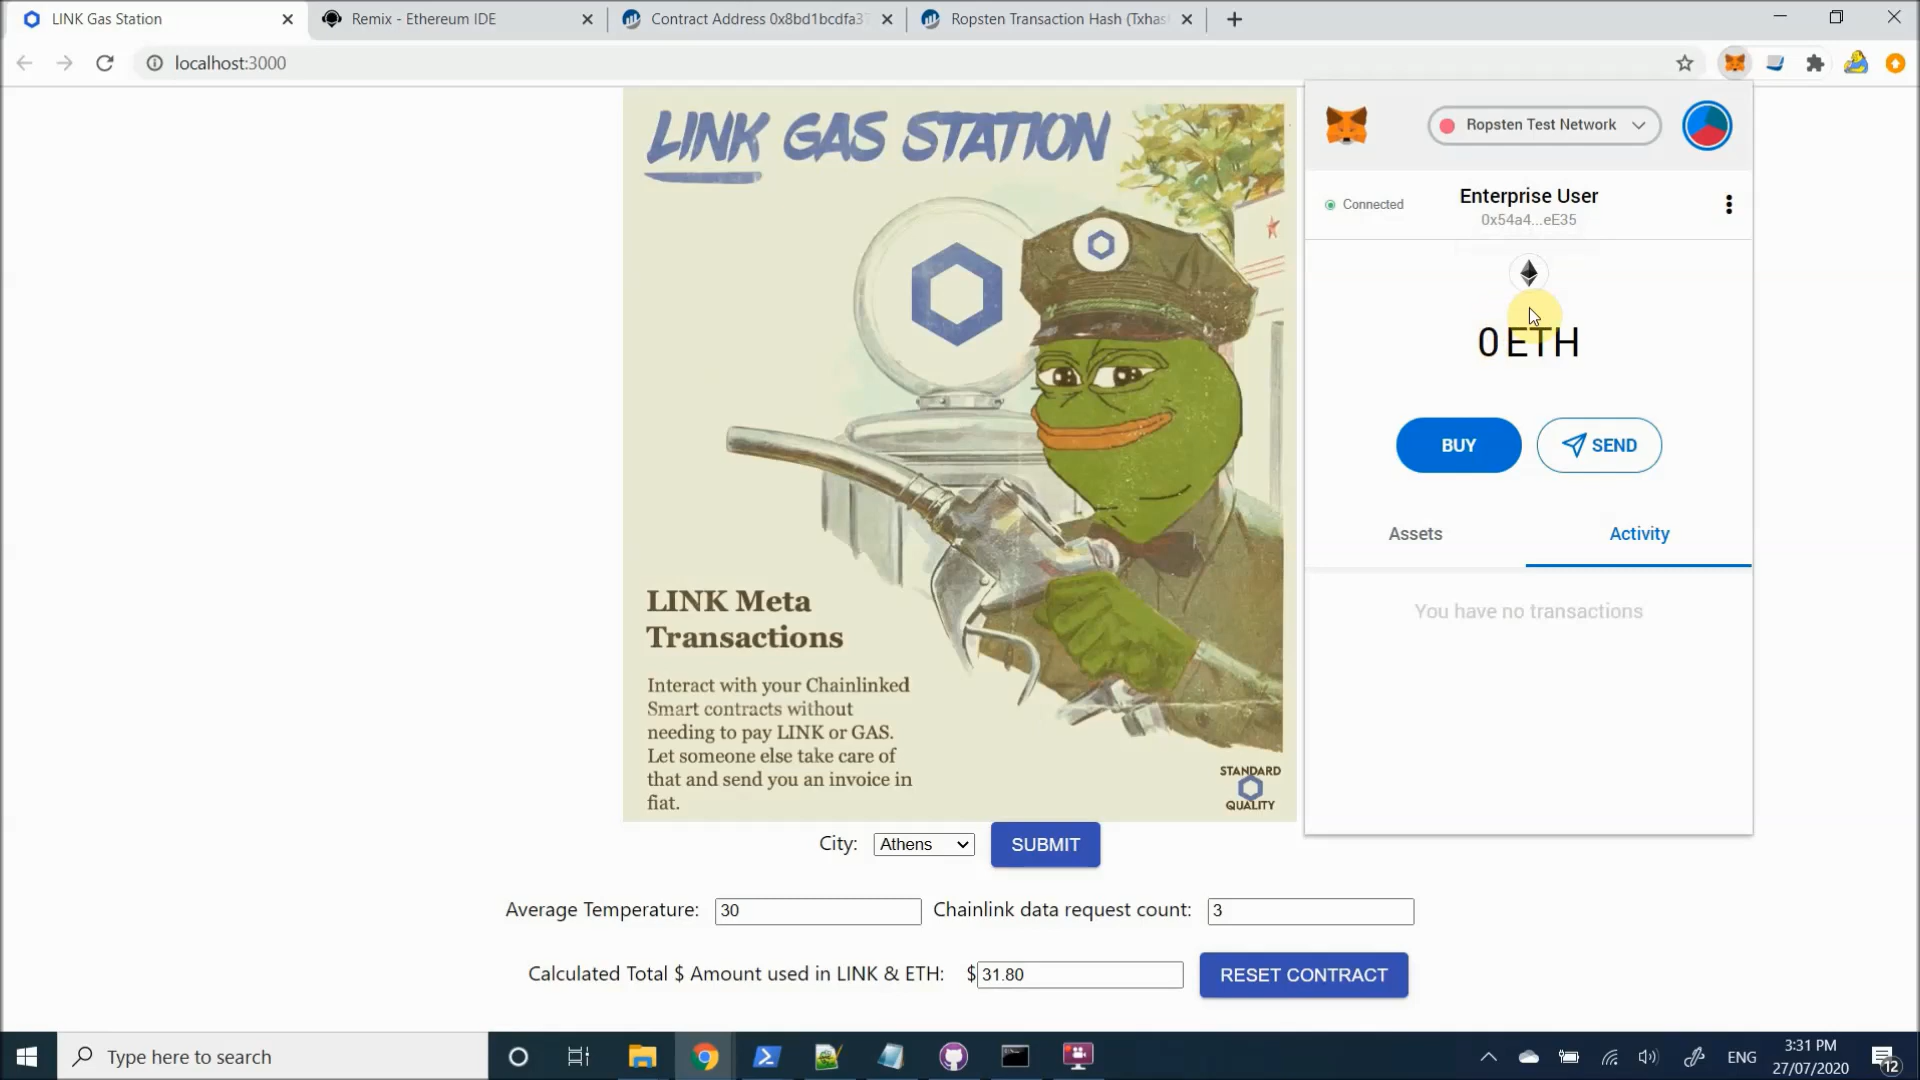 LINK Gas Station
Remix - Ethereum IDE
Contract Address 0x8bd1bcdfa37
Ropsten Transaction Hash (Txhas
localhost:3000
LINK GAS STATION
LINK Meta
Transactions
Interact with your Chainlinked
Smart contracts without
needing to pay LINK or GAS.
Let someone else take care of
that and send you an invoice in
fiat.
STANDARD
QUALITY
Ropsten Test Network
Connected
Enterprise User
0x54a4...eE35
0 ETH
BUY
SEND
Assets
Activity
You have no transactions
City:
Athens
SUBMIT
Average Temperature:
30
Chainlink data request count:
3
Calculated Total $ Amount used in LINK & ETH:
$
31.80
RESET CONTRACT
Type here to search
ENG
3:31 PM
27/07/2020
12